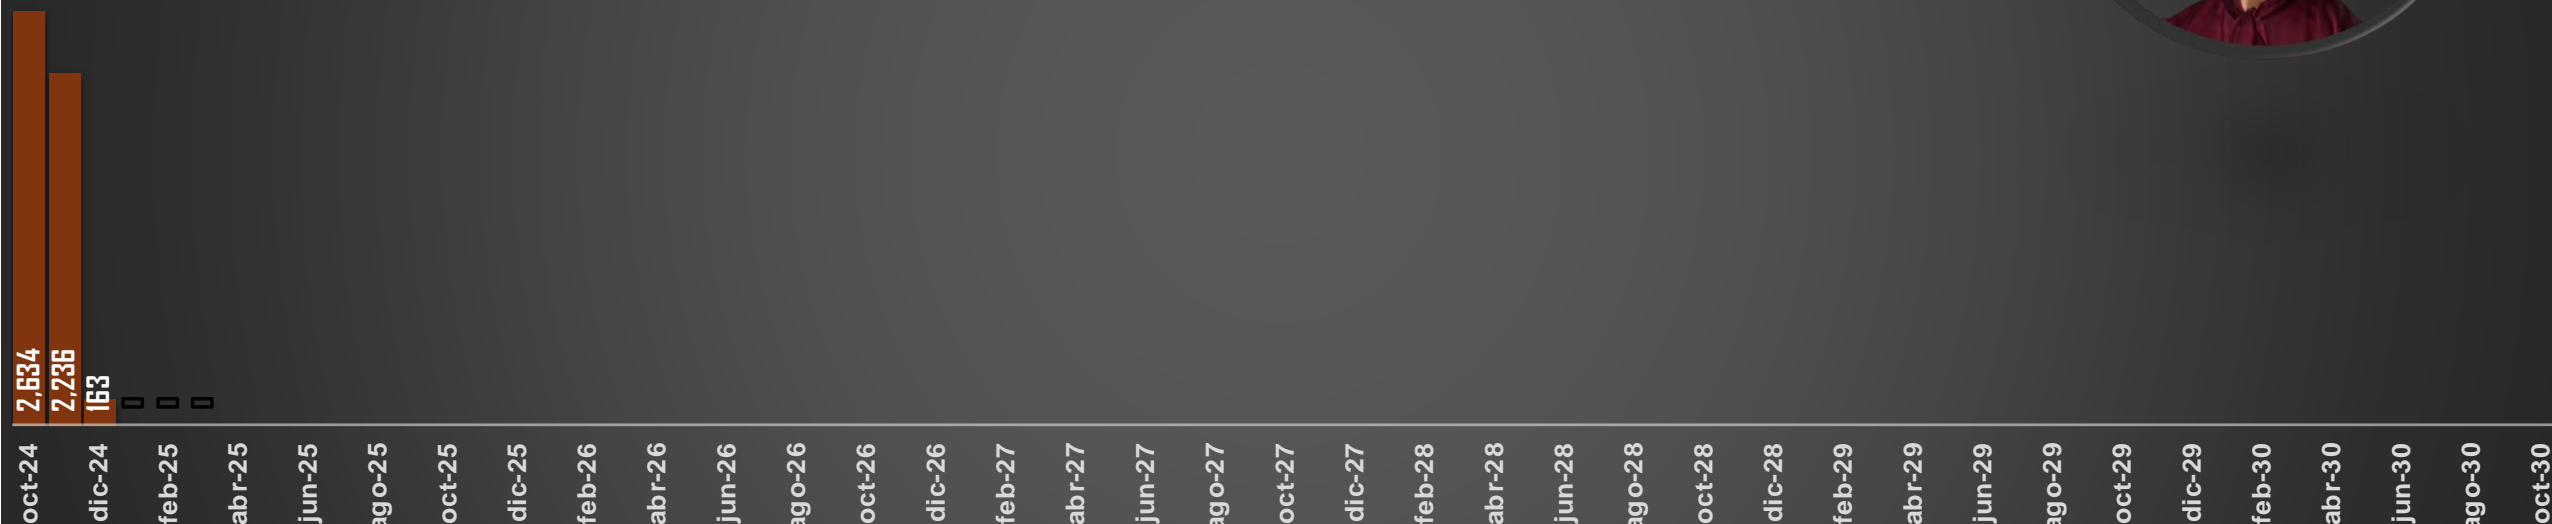 2,634
2,236
163
0
0
0
oct-24
dic-24
feb-25
abr-25
jun-25
ago-25
oct-25
dic-25
feb-26
abr-26
jun-26
ago-26
oct-26
dic-26
feb-27
abr-27
jun-27
ago-27
oct-27
dic-27
feb-28
abr-28
jun-28
ago-28
oct-28
dic-28
feb-29
abr-29
jun-29
ago-29
oct-29
dic-29
feb-30
abr-30
jun-30
ago-30
oct-30